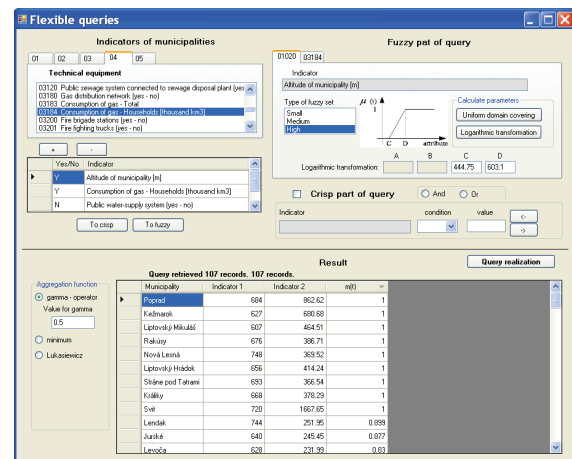 Flexible queries
Indicators of municipalities
01 02 03 04 05
Technical equipment
03120 Public sewage system connected to sewage disposal plant (yes
03180 Gas distribution network (yes - no)
03183 Consumption of gas - Total
03184 Consumption of gas - Households [thousand km3]
03200 Fire brigade stations (yes - no)
03201 Fire fighting trucks (yes - no)
+ -
Yes/No Indicator
Y Altitude of municipality [m]
Y Consumption of gas - Households [thousand km3]
N Public water-supply system (yes - no)
To crisp To fuzzy
Fuzzy pat of query
01020 03184
Indicator
Altitude of municipality [m]
Type of fuzzy set
Small
Medium
High
μ (t)
1
C D attribute
Calculate parameters
Uniform domain covering
Logarithmic transformation
A B C D
Logarithmic transformation: 444.75 603.1
Crisp part of query And Or
Indicator condition value
<-
->
Result
Query realization
Query retrieved 107 records. 107 records.
Aggregation function
gamma - operator
Value for gamma
0.5
minimum
Lukasiewicz
Municipality Indicator 1 Indicator 2 m(t)
Poprad 684 862.62 1
Kežmarok 627 680.68 1
Liptovský Mikuláš 607 464.51 1
Rakúsy 676 386.71 1
Nová Lesná 748 369.52 1
Liptovský Hrádok 656 414.24 1
Stráne pod Tatrami 693 366.54 1
Králiky 668 378.29 1
Svit 720 1667.65 1
Lendak 744 251.95 0.899
Jurské 640 245.45 0.877
Levoča 628 231.99 0.83